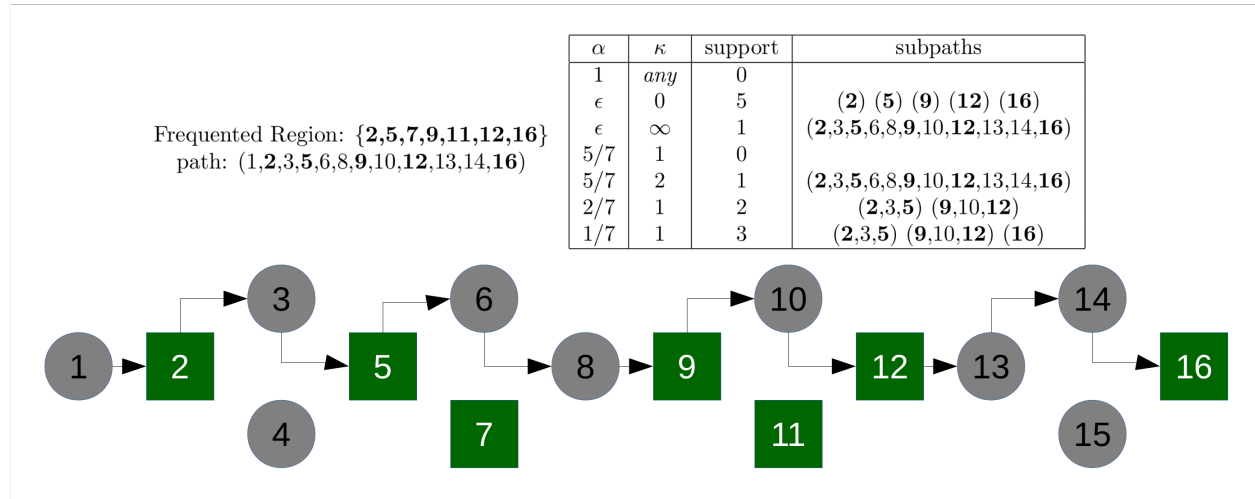 Frequented Region: {2,5,7,9,11,12,16}
path: (1,2,3,5,6,8,9,10,12,13,14,16)
α κ support subpaths
1 any 0
ϵ 0 5 (2) (5) (9) (12) (16)
ϵ ∞ 1 (2,3,5,6,8,9,10,12,13,14,16)
5/7 1 0
5/7 2 1 (2,3,5,6,8,9,10,12,13,14,16)
2/7 1 2 (2,3,5) (9,10,12)
1/7 1 3 (2,3,5) (9,10,12) (16)
3 6 10 14
1 2 5 8 9 12 13 16
4 7 11 15